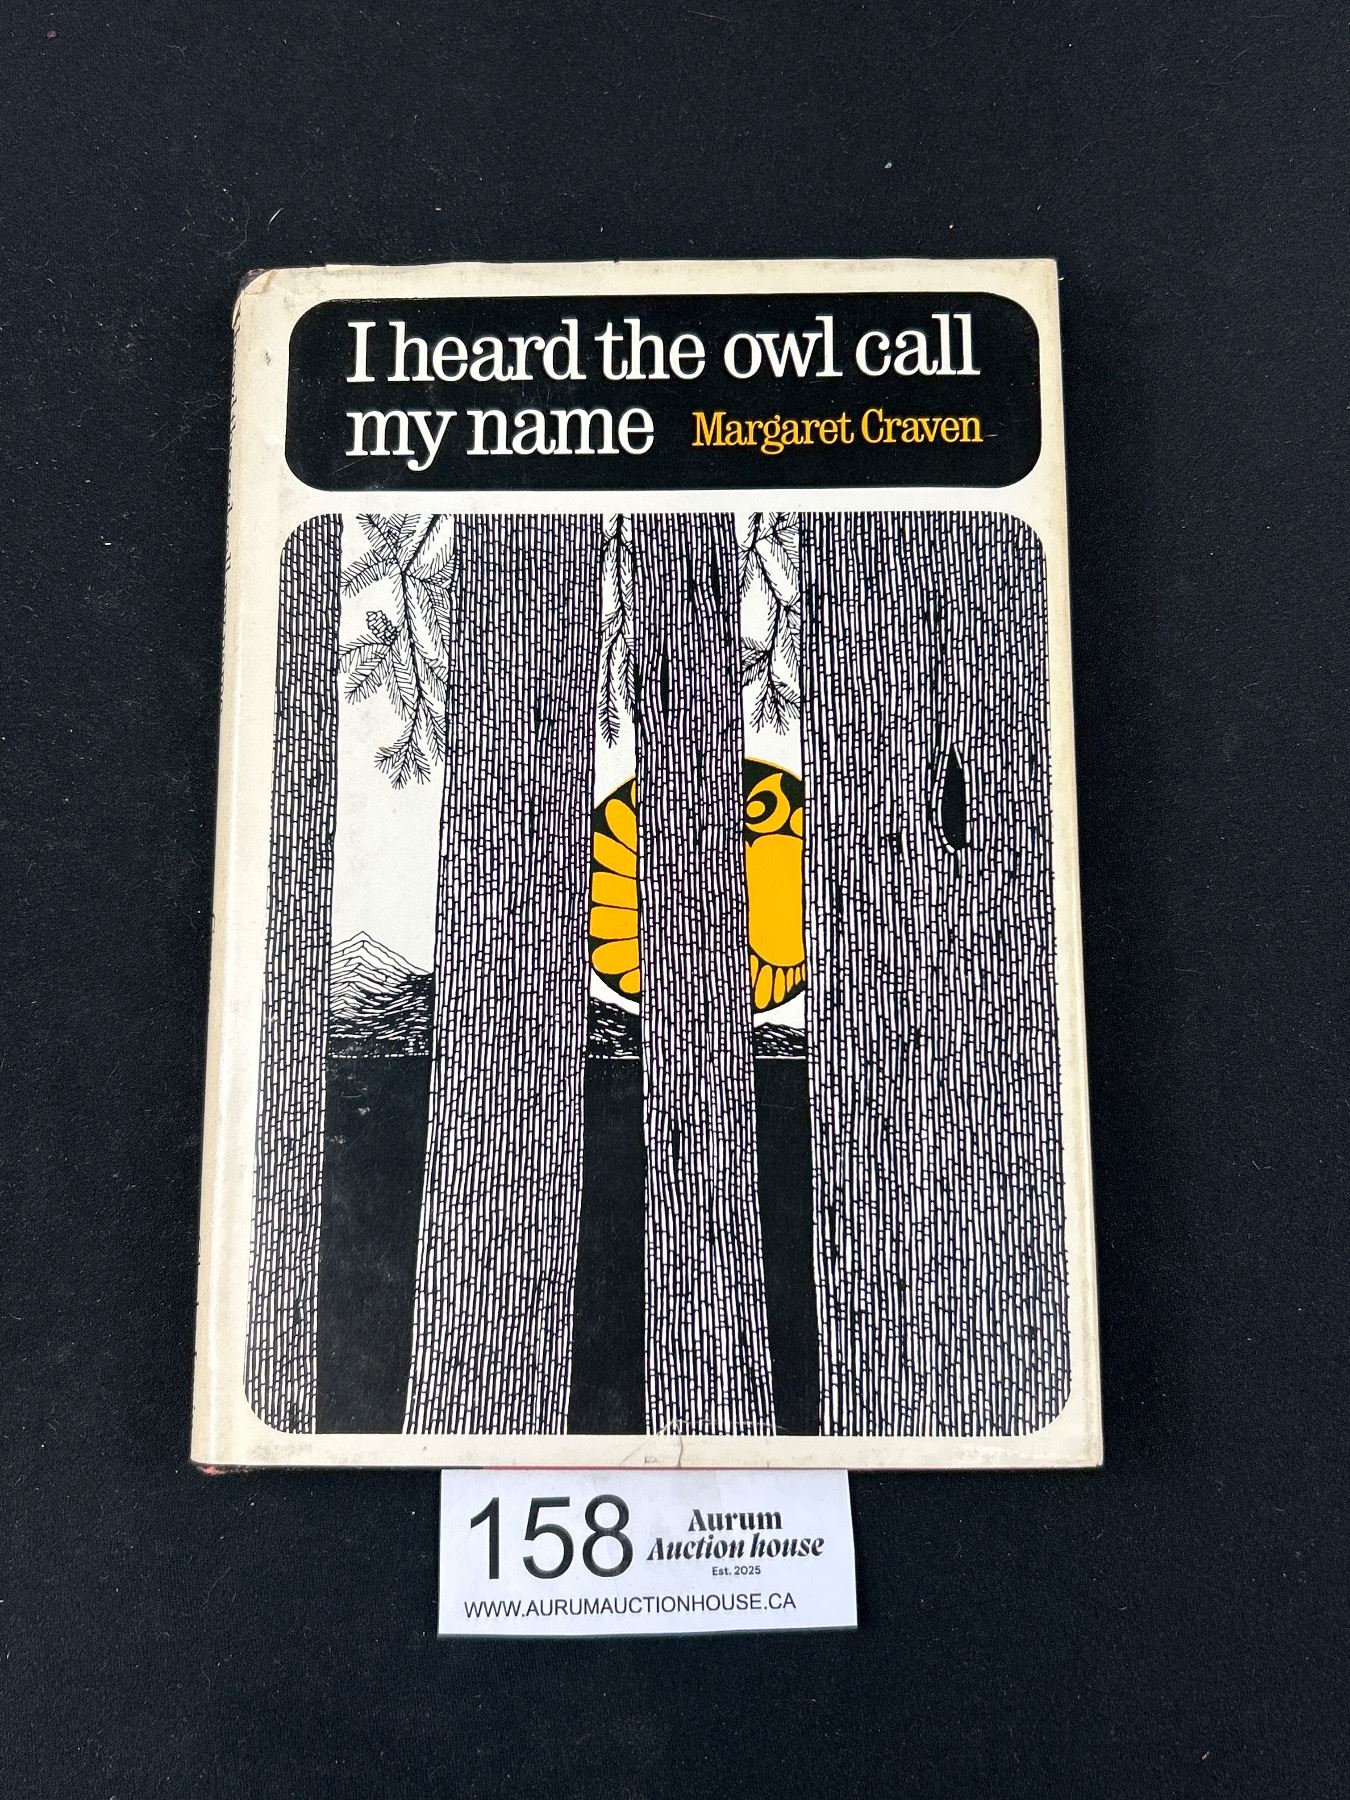 I heard the owl call
my name Margaret Craven
158 Aurum
Auction house
Est. 2025
WWW.AURUMAUCTIONHOUSE.CA